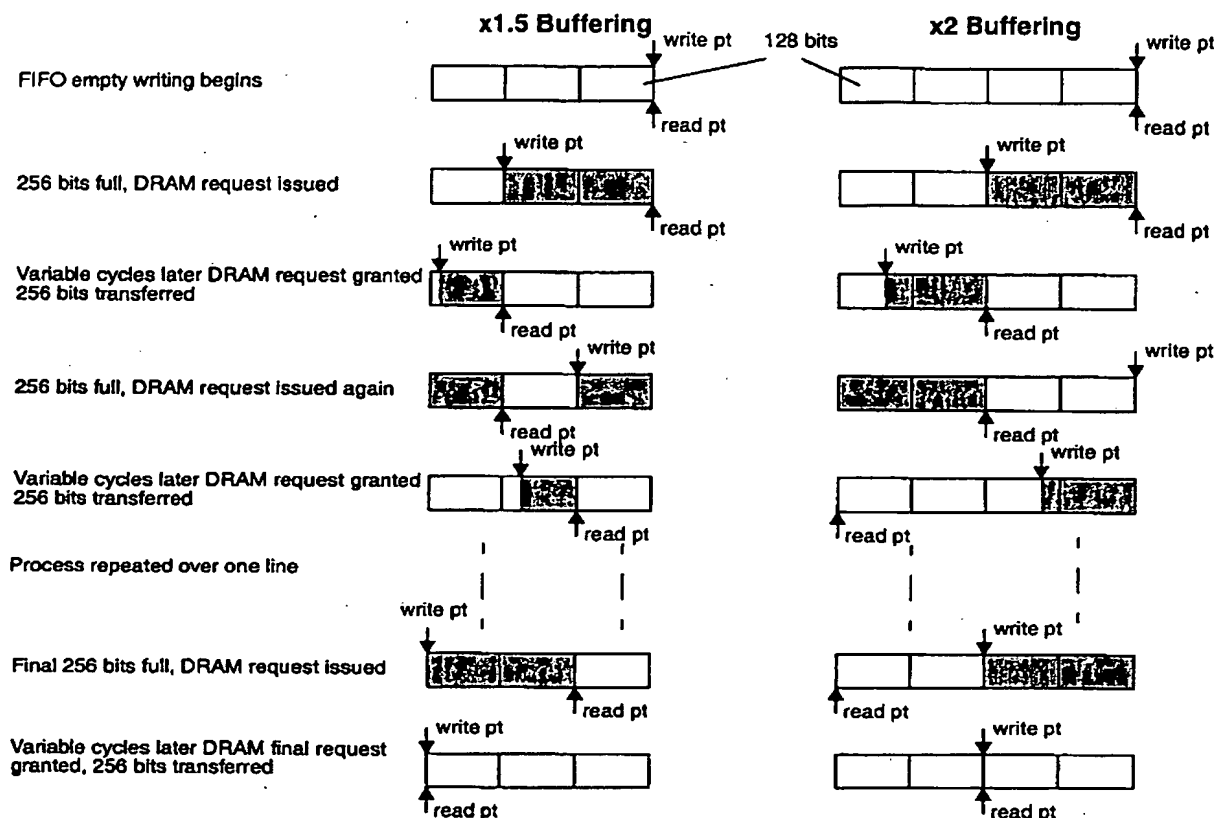 x1.5 Buffering
x2 Buffering
write pt
128 bits
write pt
FIFO empty writing begins
read pt
read pt
write pt
write pt
256 bits full, DRAM request issued
read pt
read pt
write pt
write pt
Variable cycles later DRAM request granted
256 bits transferred
read pt
read pt
write pt
write pt
256 bits full, DRAM request issued again
read pt
read pt
write pt
write pt
Variable cycles later DRAM request granted
256 bits transferred
read pt
read pt
Process repeated over one line
write pt
write pt
Final 256 bits full, DRAM request issued
read pt
read pt
write pt
write pt
Variable cycles later DRAM final request
granted, 256 bits transferred
read pt
read pt